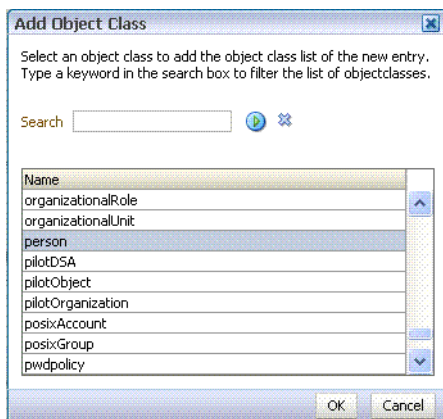 Add Object Class
Select an object class to add the object class list of the new entry.
Type a keyword in the search box to filter the list of objectclasses.
Search
Name
organizationalRole
organizationalUnit
person
pilotDSA
pilotObject
pilotOrganization
posixAccount
posixGroup
pwdpolicy
OK Cancel